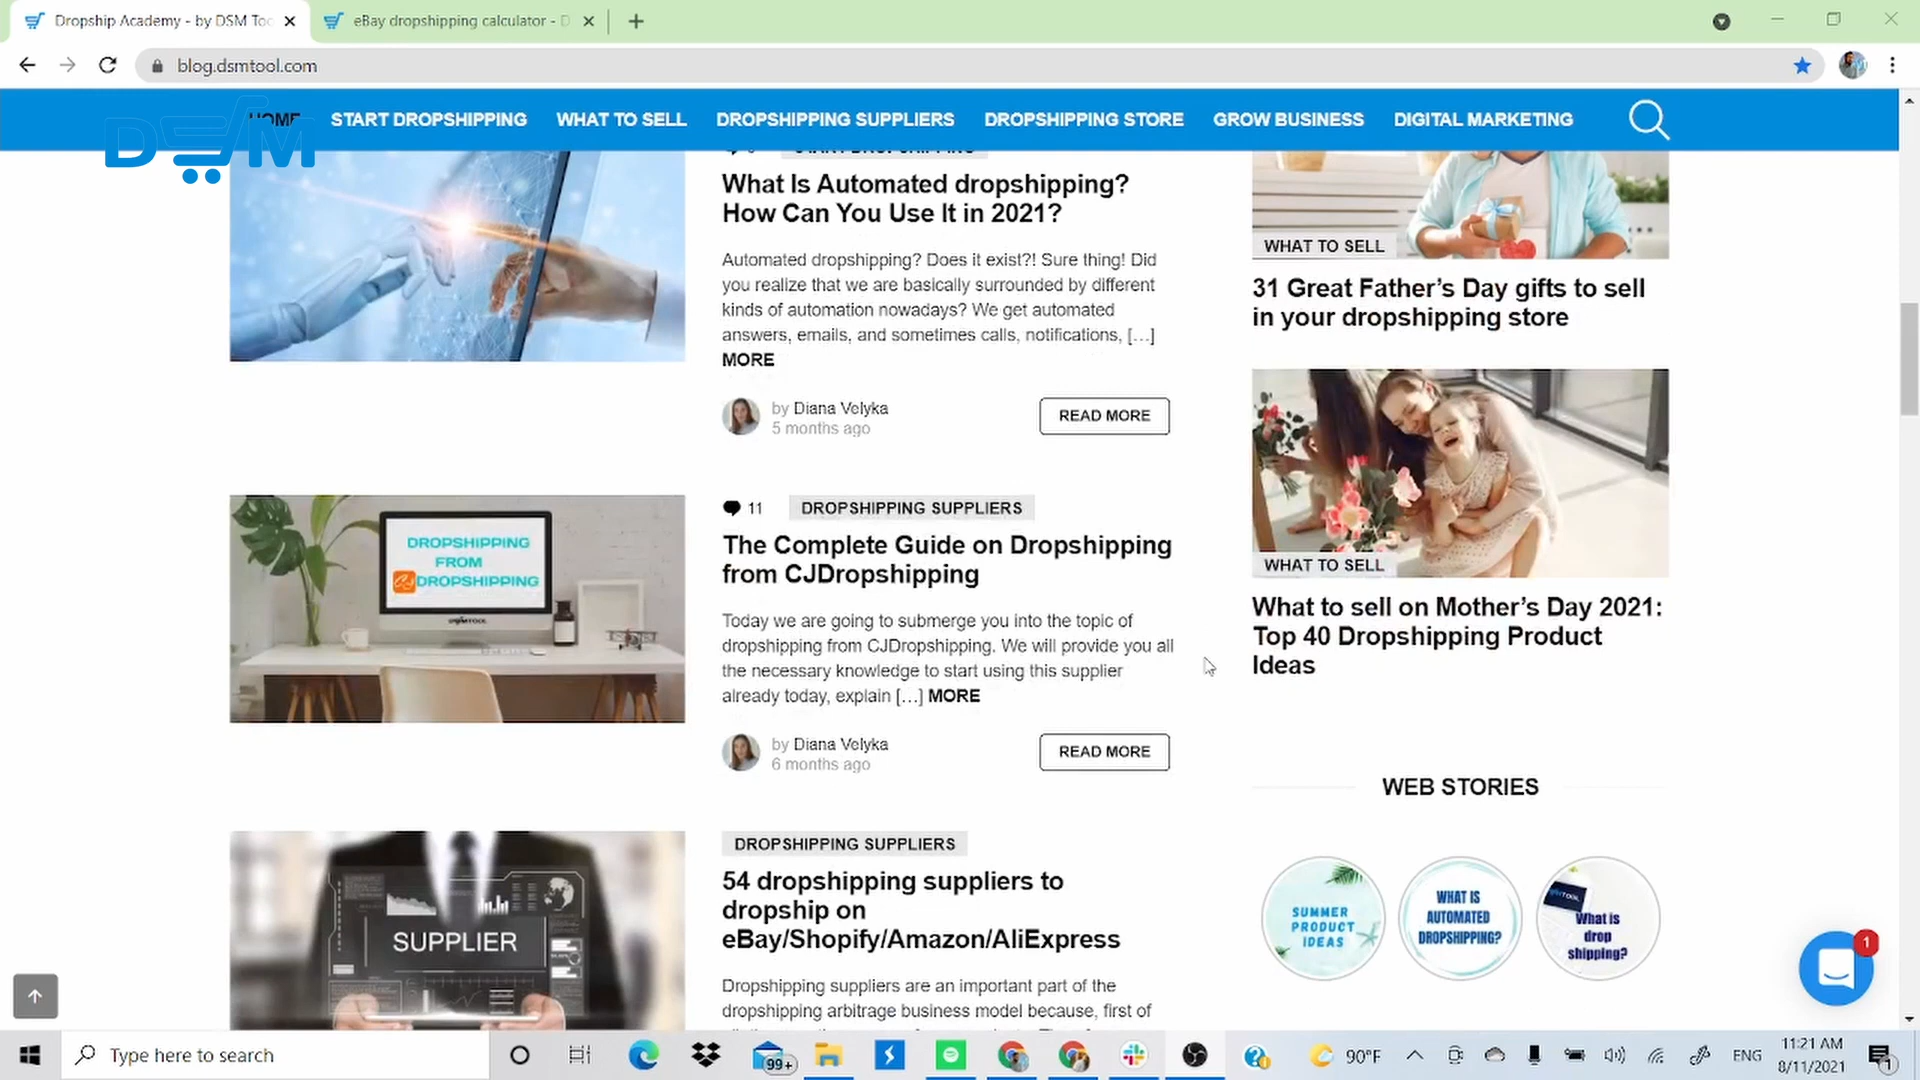 Dropship Academy - by DSM Too
eBay dropshipping calculator - D
blog.dsmtool.com
DSM
HOME
START DROPSHIPPING
WHAT TO SELL
DROPSHIPPING SUPPLIERS
DROPSHIPPING STORE
GROW BUSINESS
DIGITAL MARKETING
What Is Automated dropshipping?
How Can You Use It in 2021?
Automated dropshipping? Does it exist?! Sure thing! Did
you realize that we are basically surrounded by different
kinds of automation nowadays? We get automated
answers, emails, and sometimes calls, notifications, […]
MORE
by Diana Velyka
5 months ago
READ MORE
DROPSHIPPING
FROM
DROPSHIPPING
11
DROPSHIPPING SUPPLIERS
The Complete Guide on Dropshipping
from CJDropshipping
Today we are going to submerge you into the topic of
dropshipping from CJDropshipping. We will provide you all
the necessary knowledge to start using this supplier
already today, explain […] MORE
by Diana Velyka
6 months ago
READ MORE
SUPPLIER
DROPSHIPPING SUPPLIERS
54 dropshipping suppliers to
dropship on
eBay/Shopify/Amazon/AliExpress
Dropshipping suppliers are an important part of the
dropshipping arbitrage business model because, first of
WHAT TO SELL
31 Great Father's Day gifts to sell
in your dropshipping store
WHAT TO SELL
What to sell on Mother's Day 2021:
Top 40 Dropshipping Product
Ideas
WEB STORIES
SUMMER
PRODUCT
IDEAS
WHAT IS
AUTOMATED
DROPSHIPPING?
What is
drop
shipping?
1
Type here to search
99+
90°F
ENG
11:21 AM
8/11/2021
1